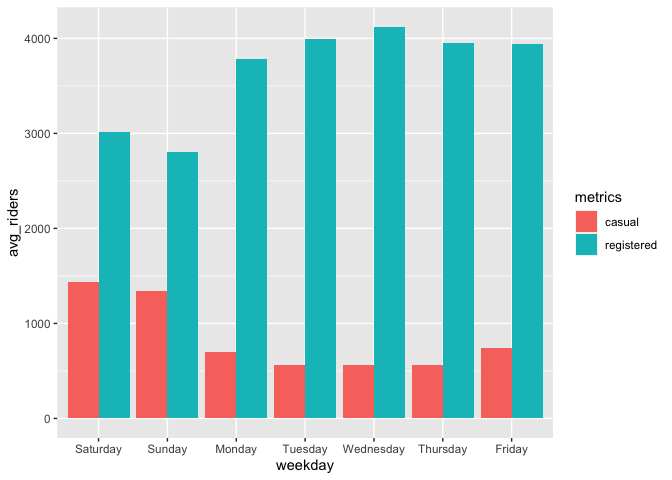 4000
3000
2000
1000
0
avg_riders
Saturday Sunday Monday Tuesday Wednesday Thursday Friday
weekday
metrics
casual
registered